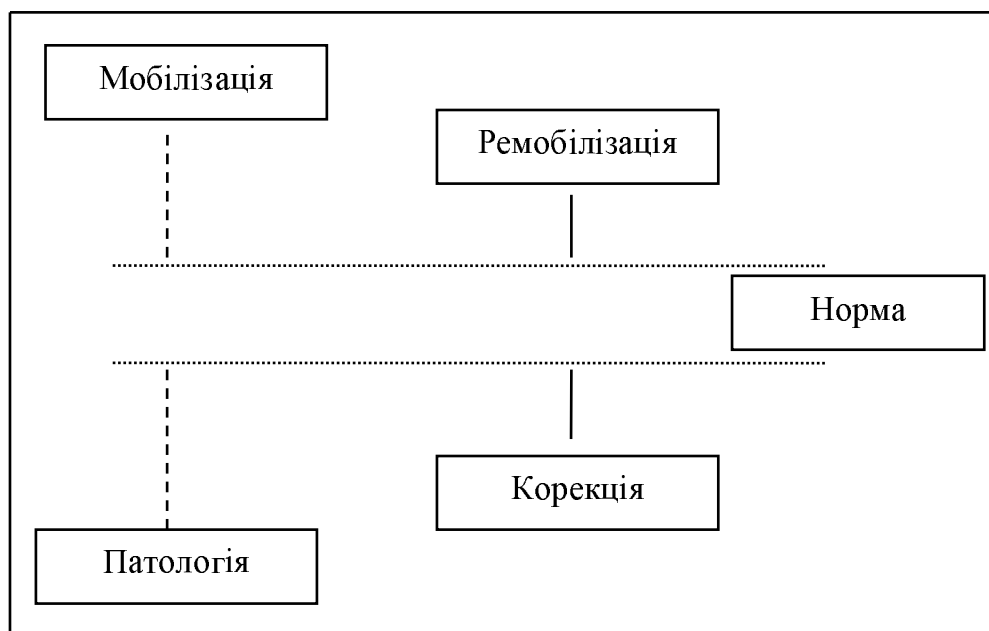 Мобілізація
Ремобілізація
Норма
Корекція
Патологія